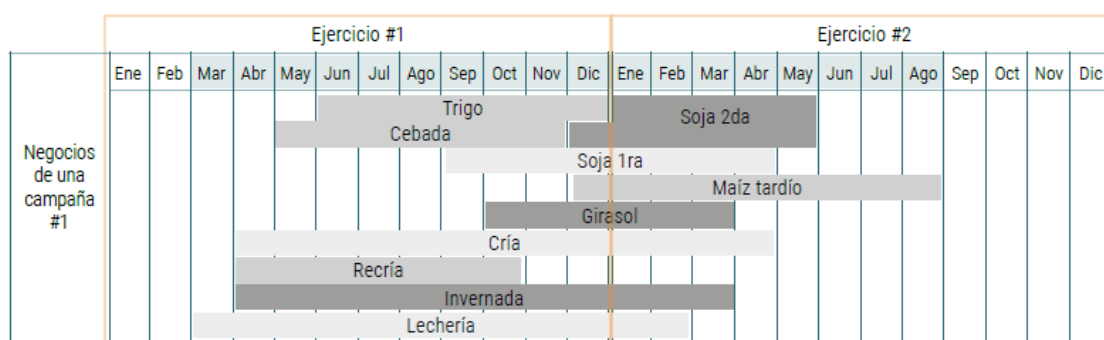 Ejercicio #1 Ejercicio #2
Ene Feb Mar Abr May Jun Jul Ago Sep Oct Nov Dic Ene Feb Mar Abr May Jun Jul Ago Sep Oct Nov Dic
Negocios
de una
campaña
#1
Trigo
Soja 2da
Cebada
Soja 1ra
Maíz tardío
Girasol
Cría
Recría
Invernada
Lechería